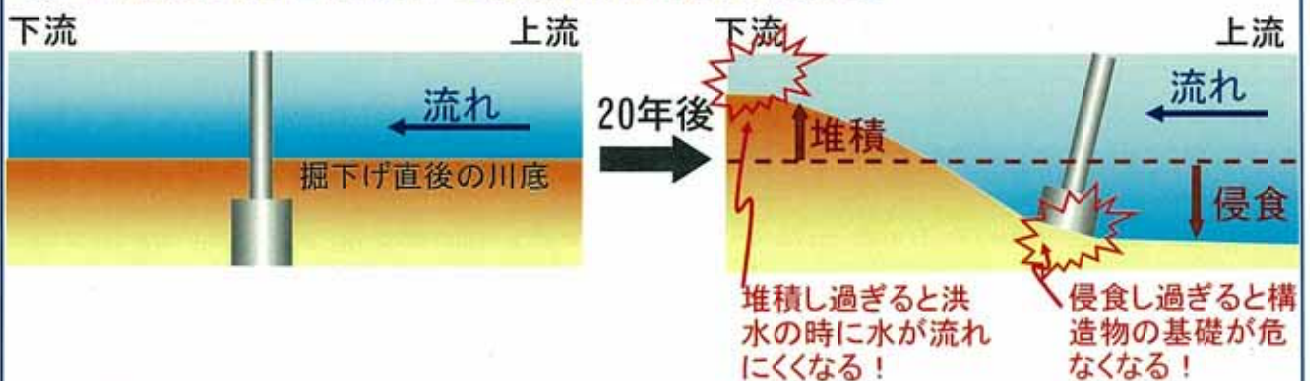 下流
上流
流れ
掘下げ直後の川底
20年後
下流
上流
流れ
堆積
侵食
堆積し過ぎると洪
水の時に水が流れ
にくくなる！
侵食し過ぎると構
造物の基礎が危
なくなる！